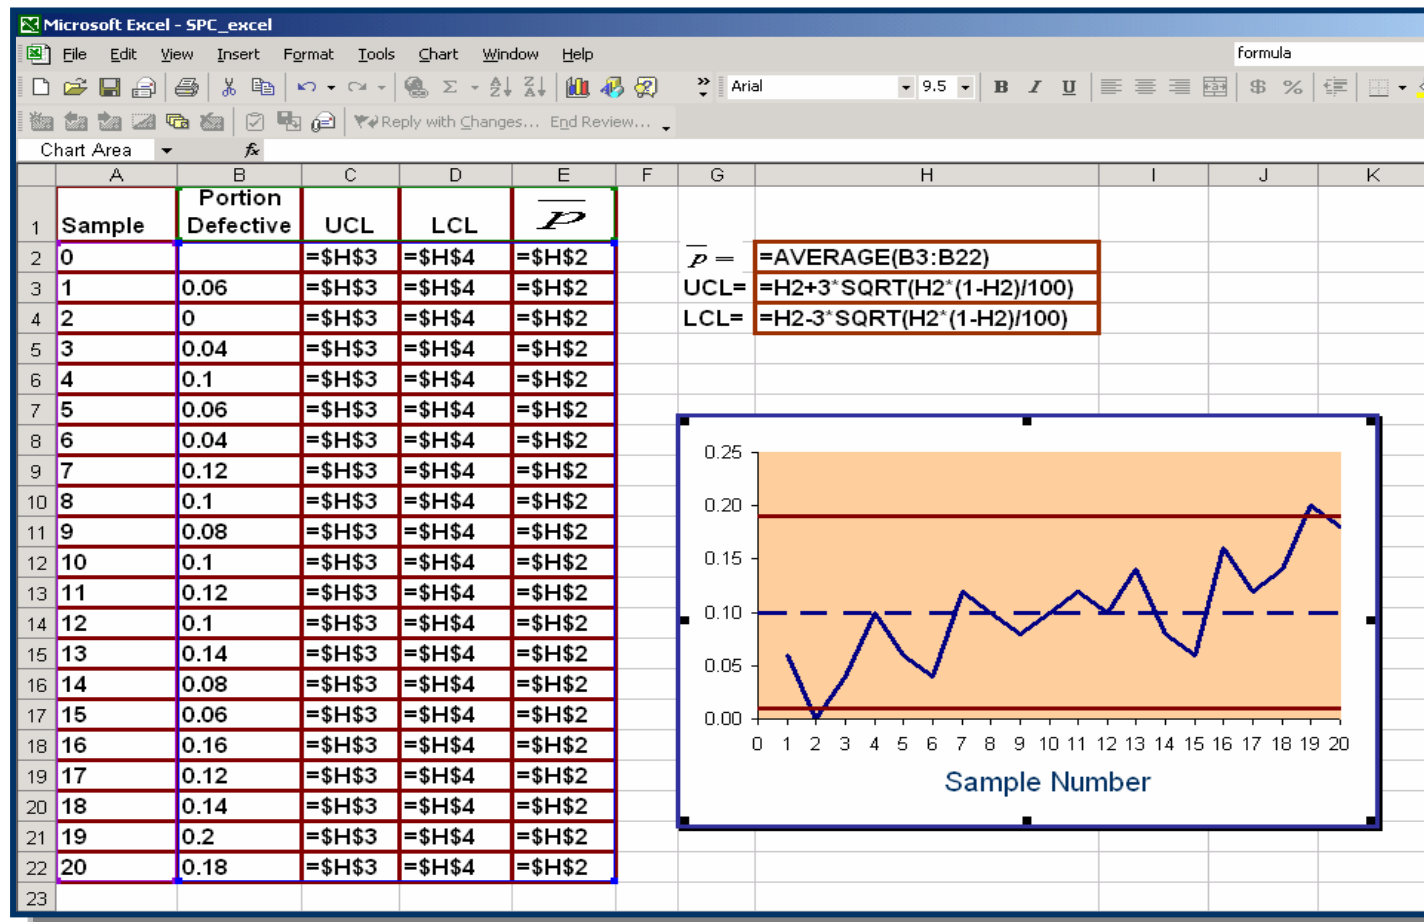 Microsoft Excel - SPC_excel
File Edit View Insert Format Tools Chart Window Help formula
Arial 9.5 B I U $ %
Reply with Changes... End Review...
Chart Area fx
A B C D E F G H I J K
1 Sample Portion Defective UCL LCL p
2 0 =$H$3 =$H$4 =$H$2 p = =AVERAGE(B3:B22)
3 1 0.06 =$H$3 =$H$4 =$H$2 UCL= =H2+3*SQRT(H2*(1-H2)/100)
4 2 0 =$H$3 =$H$4 =$H$2 LCL= =H2-3*SQRT(H2*(1-H2)/100)
5 3 0.04 =$H$3 =$H$4 =$H$2
6 4 0.1 =$H$3 =$H$4 =$H$2
7 5 0.06 =$H$3 =$H$4 =$H$2
8 6 0.04 =$H$3 =$H$4 =$H$2
9 7 0.12 =$H$3 =$H$4 =$H$2
10 8 0.1 =$H$3 =$H$4 =$H$2
11 9 0.08 =$H$3 =$H$4 =$H$2
12 10 0.1 =$H$3 =$H$4 =$H$2
13 11 0.12 =$H$3 =$H$4 =$H$2
14 12 0.1 =$H$3 =$H$4 =$H$2
15 13 0.14 =$H$3 =$H$4 =$H$2
16 14 0.08 =$H$3 =$H$4 =$H$2
17 15 0.06 =$H$3 =$H$4 =$H$2
18 16 0.16 =$H$3 =$H$4 =$H$2
19 17 0.12 =$H$3 =$H$4 =$H$2
20 18 0.14 =$H$3 =$H$4 =$H$2
21 19 0.2 =$H$3 =$H$4 =$H$2
22 20 0.18 =$H$3 =$H$4 =$H$2
23
0.25
0.20
0.15
0.10
0.05
0.00
0 1 2 3 4 5 6 7 8 9 10 11 12 13 14 15 16 17 18 19 20
Sample Number